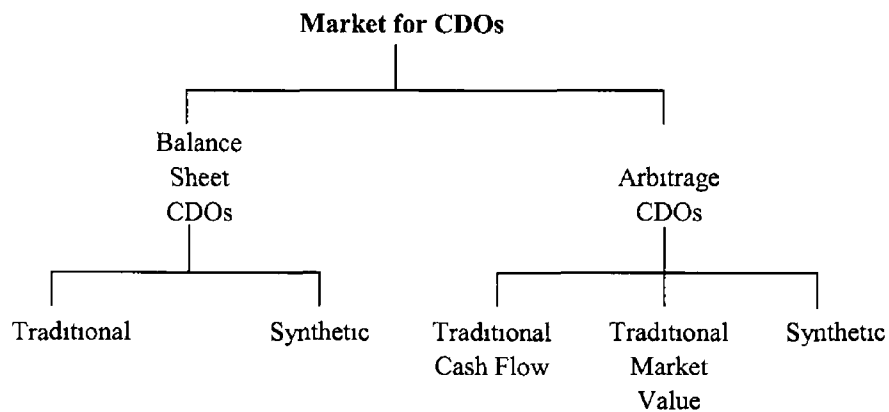 Market for CDOs
Balance
Sheet
CDOs
Arbitrage
CDOs
Traditional
Synthetic
Traditional
Cash Flow
Traditional
Market
Value
Synthetic